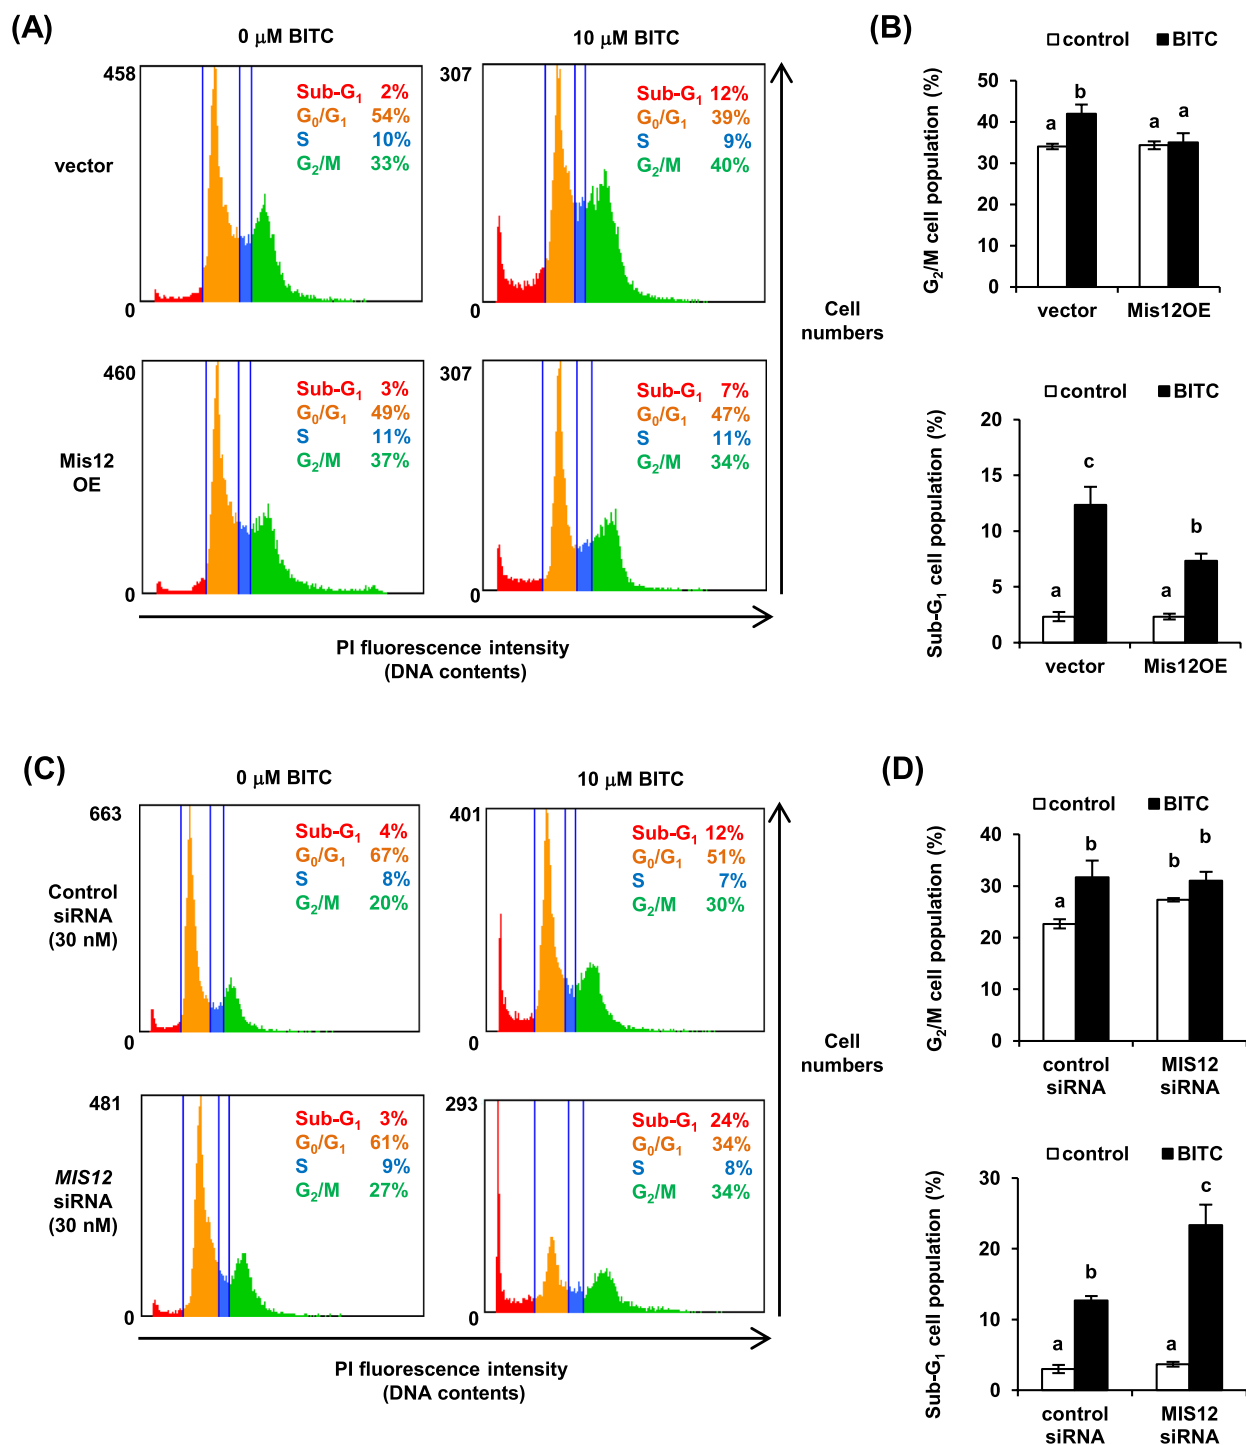 (A)
0 μM BITC
10 μM BITC
vector
458
0
Sub-G₁ 2%
G₀/G₁ 54%
S 10%
G₂/M 33%
307
0
Sub-G₁ 12%
G₀/G₁ 39%
S 9%
G₂/M 40%
Mis12
OE
460
0
Sub-G₁ 3%
G₀/G₁ 49%
S 11%
G₂/M 37%
307
0
Sub-G₁ 7%
G₀/G₁ 47%
S 11%
G₂/M 34%
Cell
numbers
PI fluorescence intensity
(DNA contents)
(B)
control BITC
G₂/M cell population (%)
50
40
30
20
10
0
a b a a
vector Mis12OE
control BITC
Sub-G₁ cell population (%)
20
15
10
5
0
a c a b
vector Mis12OE
(C)
0 μM BITC
10 μM BITC
Control
siRNA
(30 nM)
663
0
Sub-G₁ 4%
G₀/G₁ 67%
S 8%
G₂/M 20%
401
0
Sub-G₁ 12%
G₀/G₁ 51%
S 7%
G₂/M 30%
MIS12
siRNA
(30 nM)
481
0
Sub-G₁ 3%
G₀/G₁ 61%
S 9%
G₂/M 27%
293
0
Sub-G₁ 24%
G₀/G₁ 34%
S 8%
G₂/M 34%
Cell
numbers
PI fluorescence intensity
(DNA contents)
(D)
control BITC
G₂/M cell population (%)
40
30
20
10
0
a b b b
control MIS12
siRNA siRNA
control BITC
Sub-G₁ cell population (%)
30
20
10
0
a b a c
control MIS12
siRNA siRNA